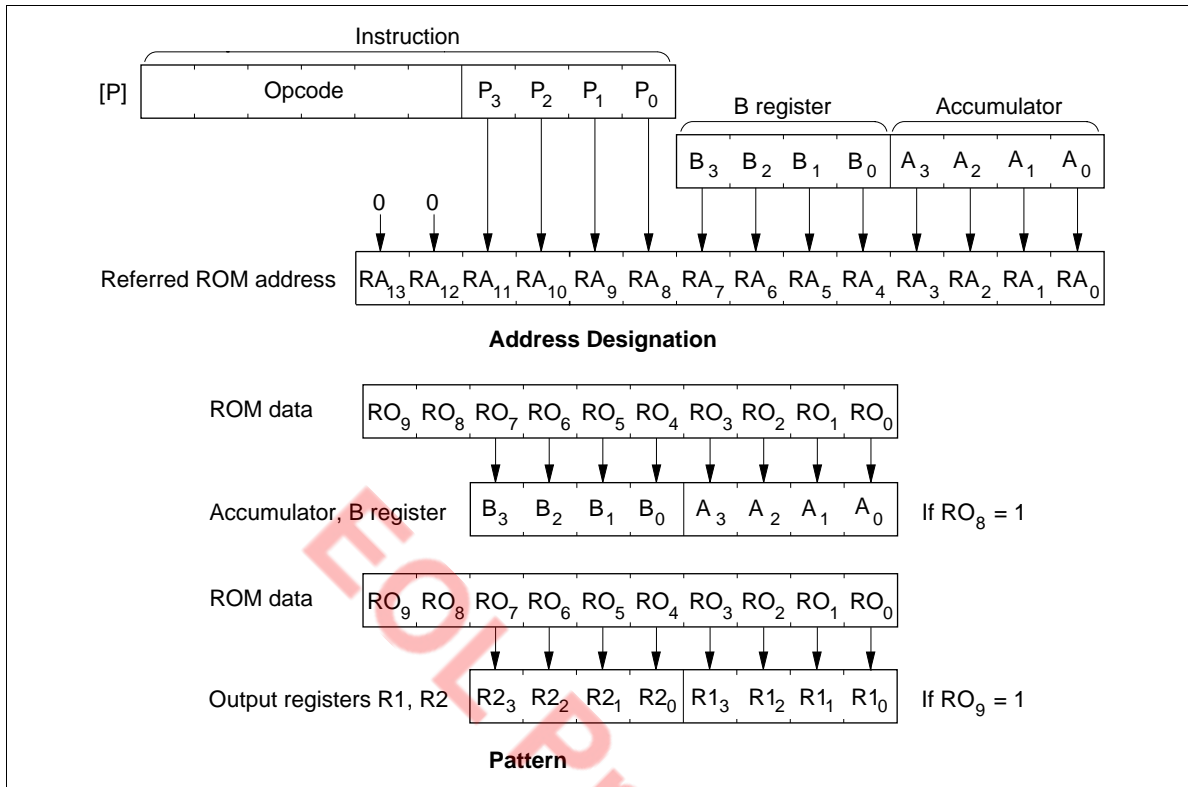 Instruction
[P] Opcode P3 P2 P1 P0
B register Accumulator
B3 B2 B1 B0 A3 A2 A1 A0
0 0
Referred ROM address RA13 RA12 RA11 RA10 RA9 RA8 RA7 RA6 RA5 RA4 RA3 RA2 RA1 RA0
Address Designation
ROM data RO9 RO8 RO7 RO6 RO5 RO4 RO3 RO2 RO1 RO0
Accumulator, B register B3 B2 B1 B0 A3 A2 A1 A0 If RO8 = 1
ROM data RO9 RO8 RO7 RO6 RO5 RO4 RO3 RO2 RO1 RO0
Output registers R1, R2 R23 R22 R21 R20 R13 R12 R11 R10 If RO9 = 1
Pattern
EOL Pr